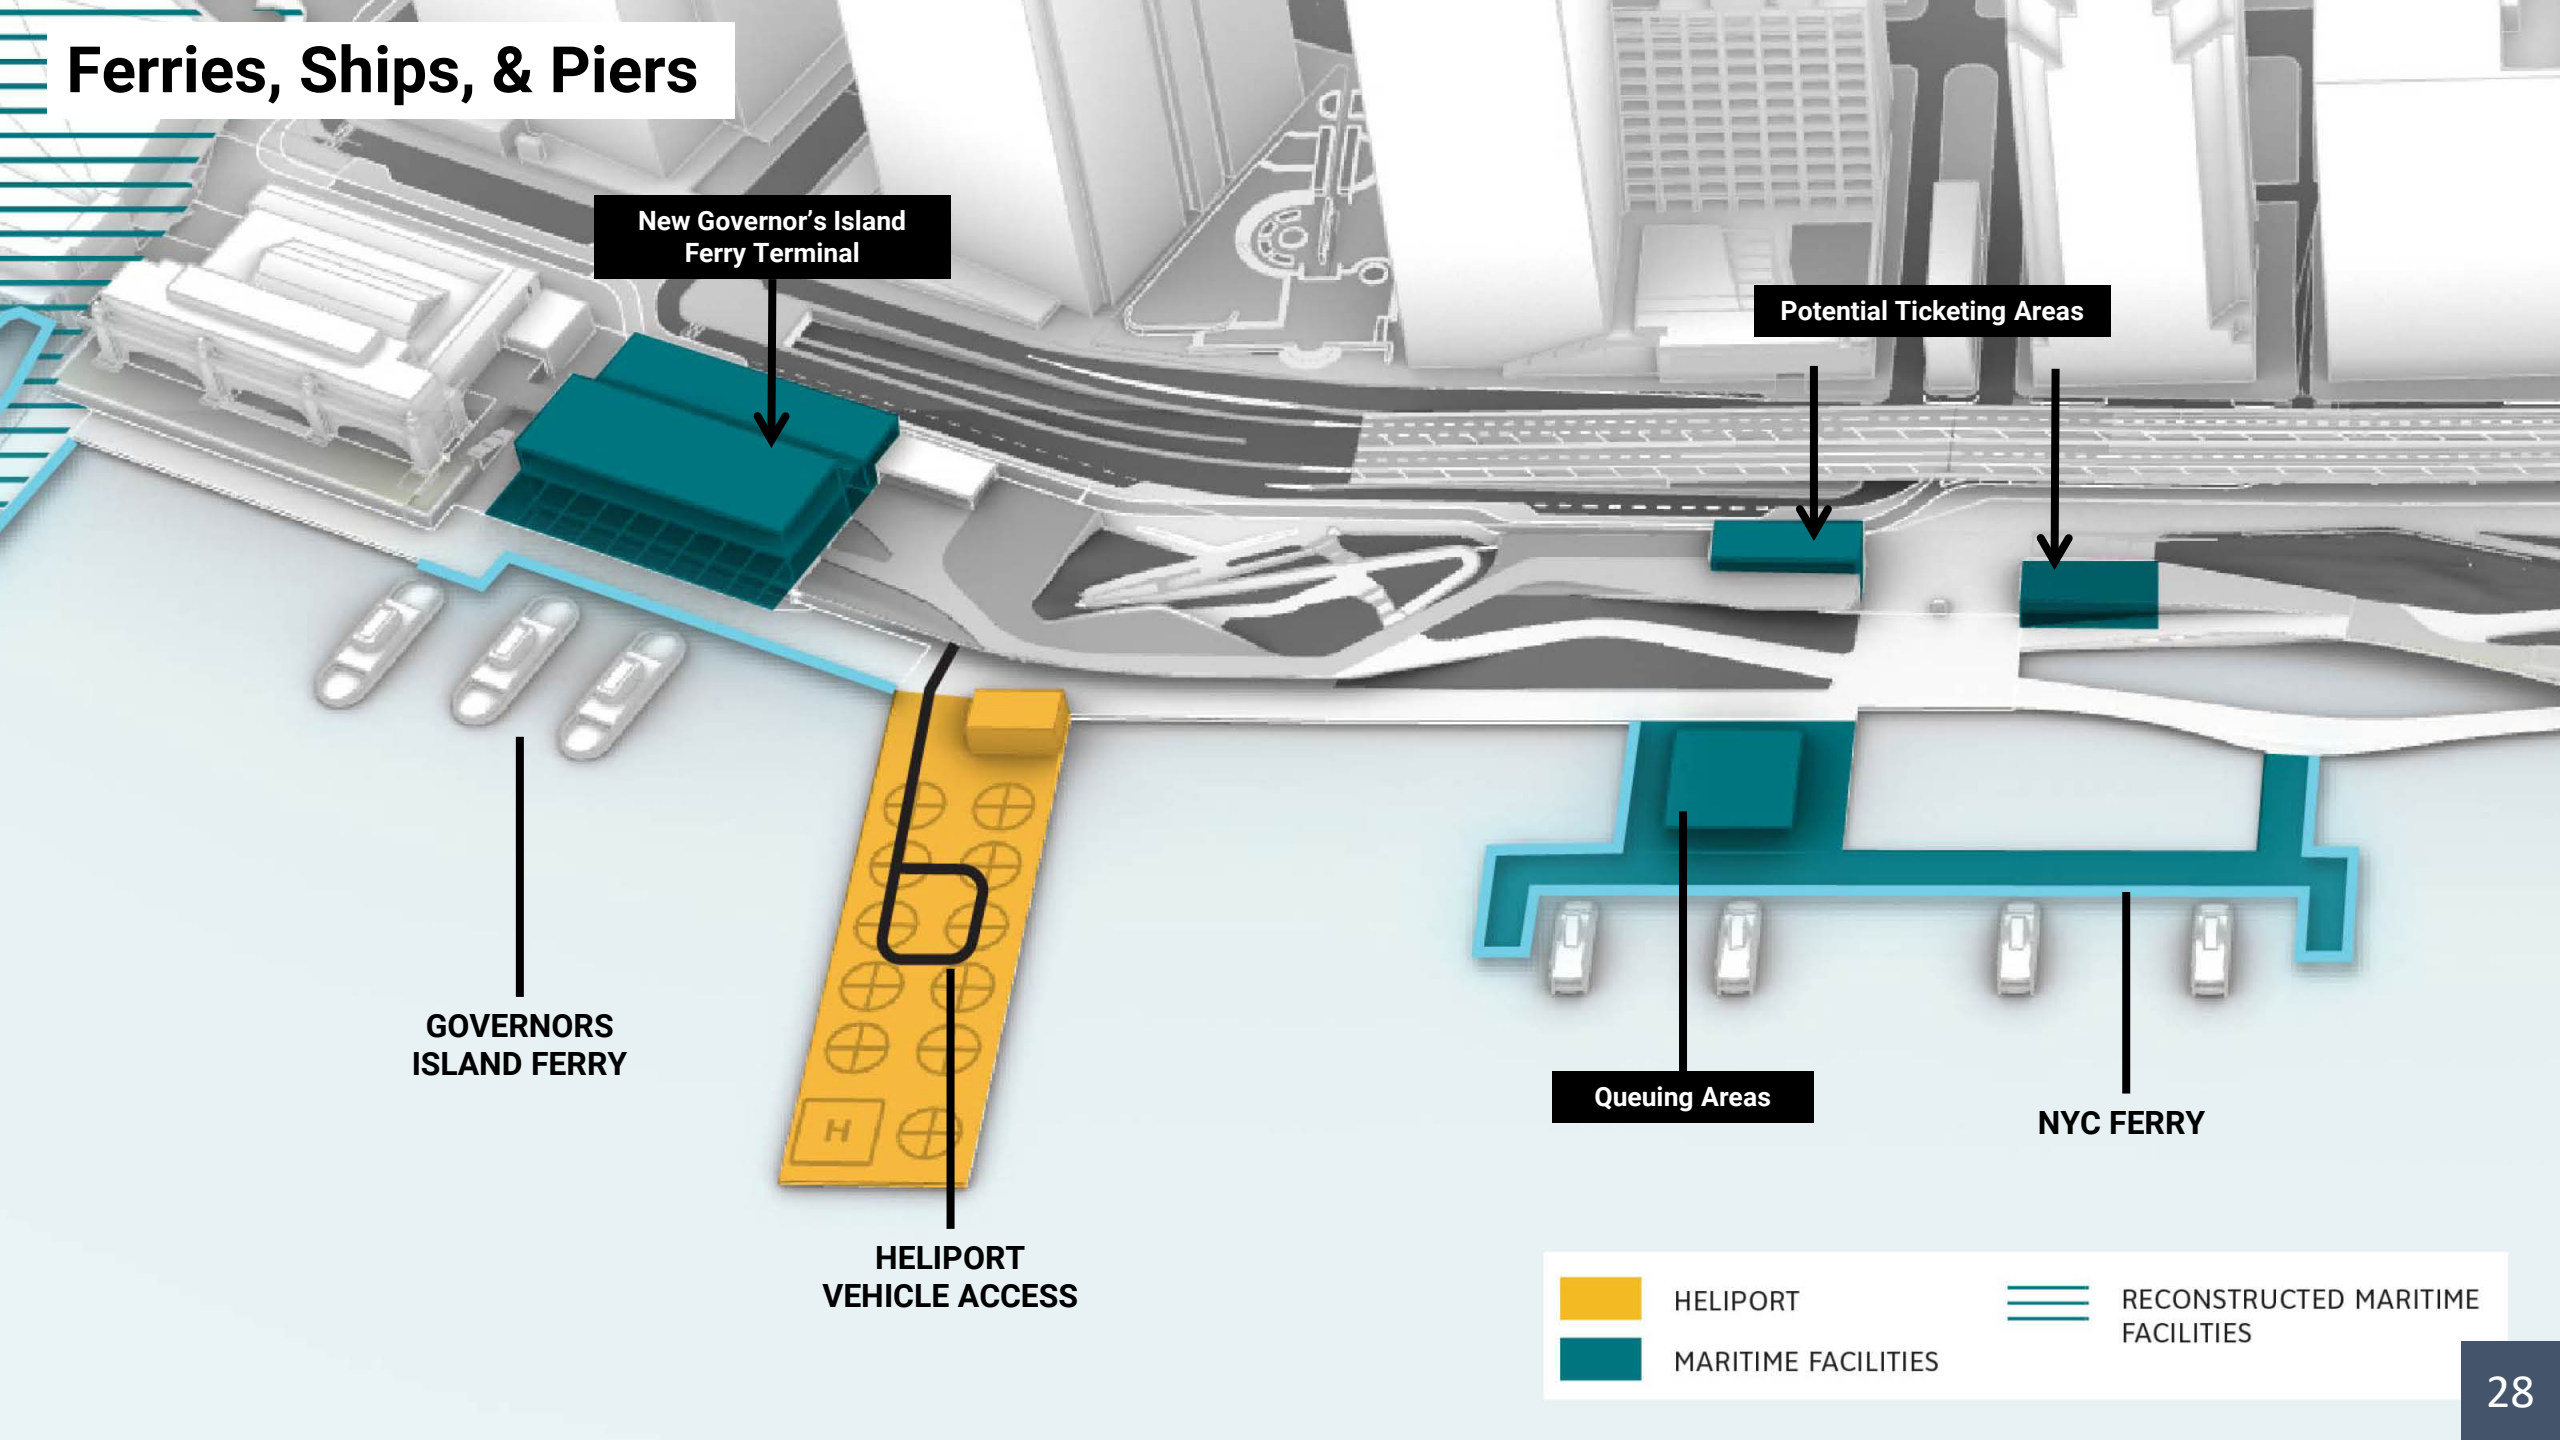 Ferries, Ships, & Piers
New Governor’s Island
Ferry Terminal
Potential Ticketing Areas
GOVERNORS
ISLAND FERRY
H
Queuing Areas
NYC FERRY
HELIPORT
VEHICLE ACCESS
HELIPORT
MARITIME FACILITIES
RECONSTRUCTED MARITIME
FACILITIES
28